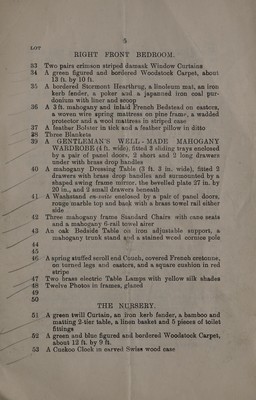 3
LOT
RIGHT FRONT BEDROOM.
33 Two pairs crimson striped damask Window Curtains
34 A green figured and bordered Woodstock Carpet, about
13 ft. by 10 ft.
35 A bordered Stormont Hearthrug, a linoleum mat, an iron
kerb fender, a poker and a japanned iron coal pur-
donium with liner and scoop
36 A 3 ft. mahogany and inlaid French Bedstead on castors,
a woven wire spring mattress on pine frame, a wadded
protector and a wool mattress in striped case
37 A feather Bolster in tick and a feather pillow in ditto
38 Three Blankets
39 A GENTLEMAN'S WELL-MADE MAHOGANY
WARDROBE (4 ft. wide), fitted 3 sliding trays enclosed
by a pair of panel doors, 2 short and 2 long drawers
under with brass drop handles
40 A mahogany Dressing Table (3 ft. 3 in. wide), fitted 2
drawers with brass drop handles and surmounted by a
shaped swing frame mirror, the bevelled plate 27 in. by
20 in., and 2 small drawers beneath
41 A Washstand en-suite enclosed by a pair of panel doors,
rouge marble top and back with a brass towel rail either
side
42 Three mahogany frame Standard Chairs with cane seats
and a mahogany 6-rail towel airer
43 An oak Bedside Table on iron adjustable support, a
mahogany trunk stand and a stained wood cornice pole
44
45
46 A spring stuffed scroll end Couch, covered French cretonne,
on turned legs and castors, and a square cushion in red
stripe
47 Two brass electric Table Lamps with yellow silk shades
48 Twelve Photos in frames, glazed
49
50
THE NURSERY.
51 A green twill Curtain, an iron kerb fender, a bamboo and
matting 2-tier table, a linen basket and 5 pieces of toilet
fittings
52 A green and blue figured and bordered Woodstock Carpet,
about 12 ft. by 9 ft.
53 A Cuckoo Clock in carved Swiss wood case